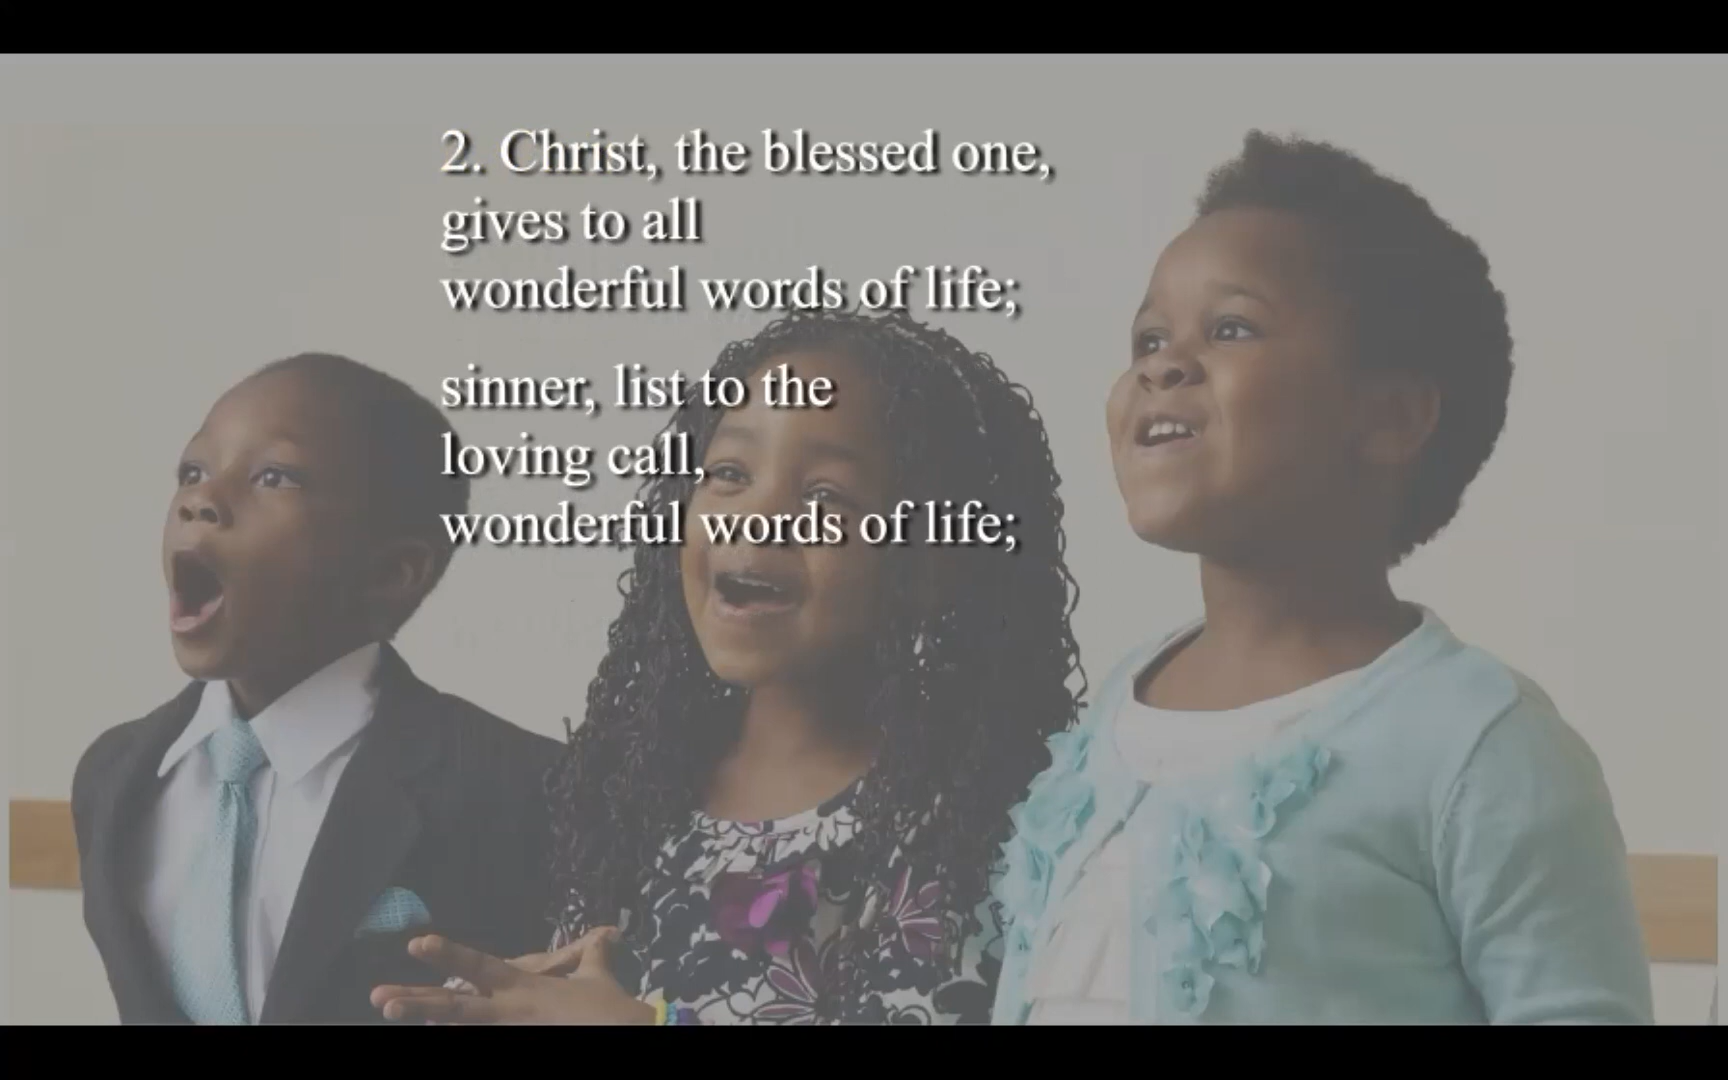 2. Christ, the blessed one,
gives to all
wonderful words of life;
sinner, list to the
loving call,
wonderful words of life;